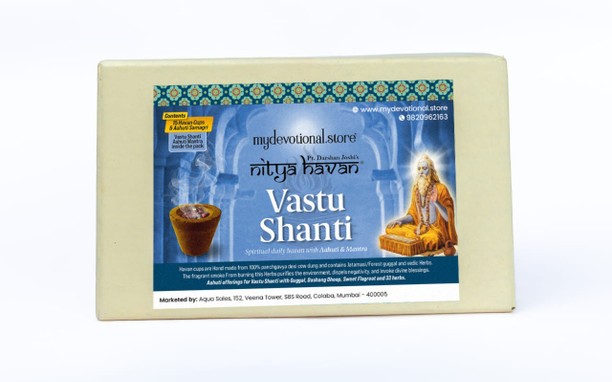 Contents
15 Havan Cups
& Aahuti Samagri
Vastu Shanti
Aahuti Mantra
inside the pack
www.mydevotional.store
9820962163
mydevotional.store
Pt. Darshan Joshi's
nitya havan
Vastu
Shanti
Spiritual daily havan with Aahuti & Mantra
Havan cups are Hand made from 100% panchgavya desi cow dung and contains Jatamasi Forest guggal and vedic Herbs.
The fragrant smoke from burning this Herbs purifies the environment, dispels negativity, and evoke divine blessings.
Aahuti offerings for Vastu Shanti with Guggal, Dashang Dhoop, Sweet Flagroot and 32 herbs.
Marketed by: Aqua Sales, 102, Veena Tower, SBS Road, Colaba, Mumbai - 400005